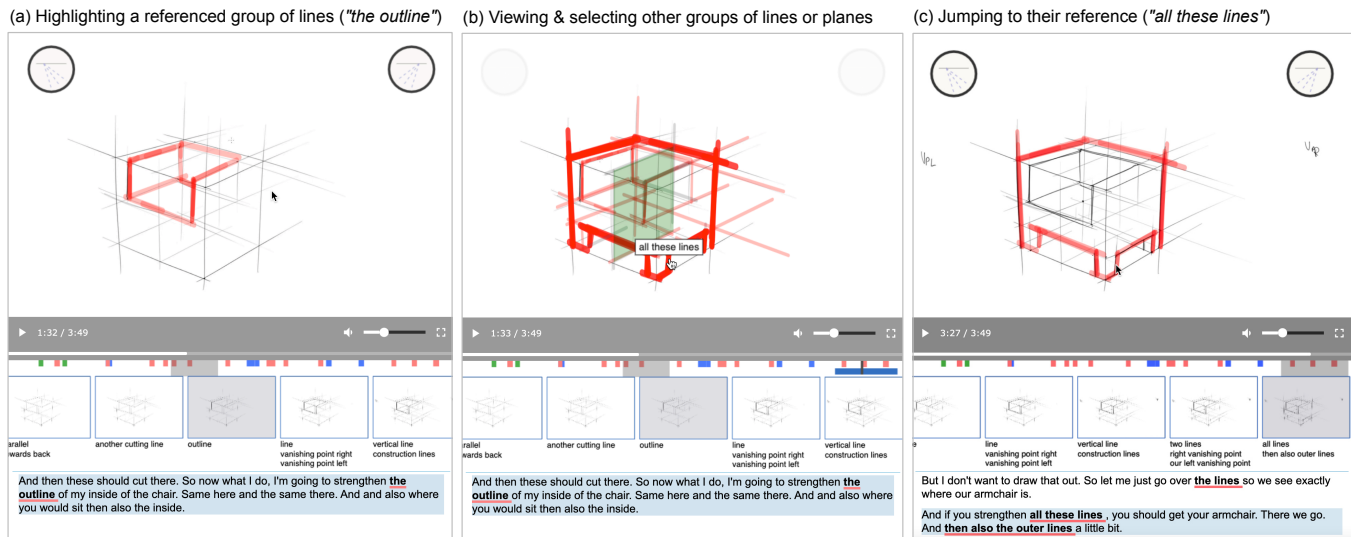 (a) Highlighting a referenced group of lines ("the outline")
1:32 / 3:49
arallel
wards back
another cutting line
outline
line
vanishing point right
vanishing point left
vertical line
construction lines
And then these should cut there. So now what I do, I'm going to strengthen the
outline of my inside of the chair. Same here and the same there. And and also where
you would sit then also the inside.
(b) Viewing & selecting other groups of lines or planes
all these lines
1:33 / 3:49
rallel
wards back
another cutting line
outline
line
vanishing point right
vanishing point left
vertical line
construction lines
And then these should cut there. So now what I do, I'm going to strengthen the
outline of my inside of the chair. Same here and the same there. And and also where
you would sit then also the inside.
(c) Jumping to their reference ("all these lines")
VPL
3:27 / 3:49
e
line
vanishing point right
vanishing point left
vertical line
construction lines
two lines
right vanishing point
our left vanishing point
all lines
then also outer lines
But I don't want to draw that out. So let me just go over the lines so we see exactly
where our armchair is.
And if you strengthen all these lines , you should get your armchair. There we go.
And then also the outer lines a little bit.